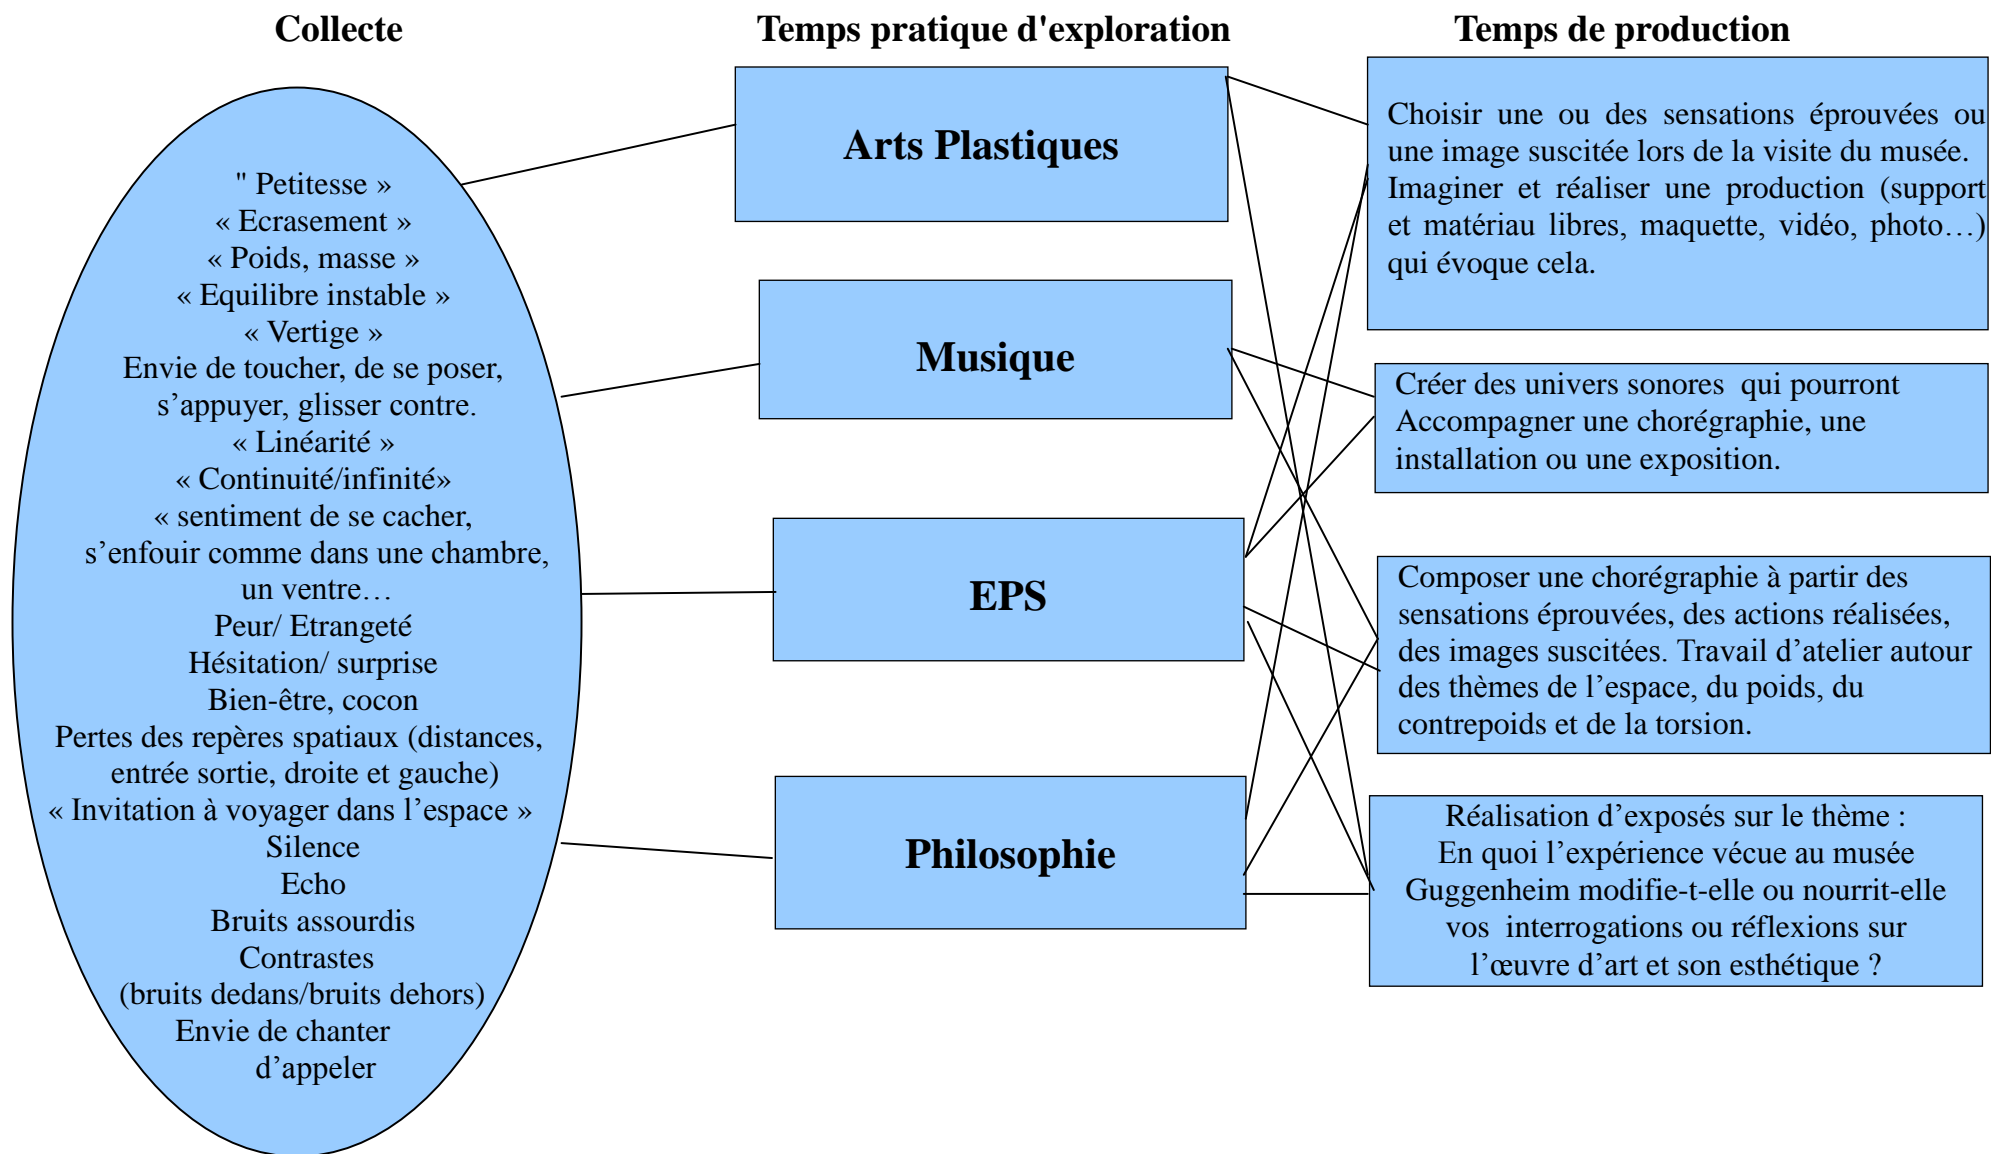 Collecte
Temps pratique d'exploration
Temps de production
" Petitesse »
« Ecrasement »
« Poids, masse »
« Equilibre instable »
« Vertige »
Envie de toucher, de se poser,
s’appuyer, glisser contre.
« Linéarité »
« Continuité/infinité»
« sentiment de se cacher,
s’enfouir comme dans une chambre,
un ventre…
Peur/ Etrangeté
Hésitation/ surprise
Bien-être, cocon
Pertes des repères spatiaux (distances,
entrée sortie, droite et gauche)
« Invitation à voyager dans l’espace »
Silence
Echo
Bruits assourdis
Contrastes
(bruits dedans/bruits dehors)
Envie de chanter
d’appeler
Arts Plastiques
Musique
EPS
Philosophie
Choisir une ou des sensations éprouvées ou
une image suscitée lors de la visite du musée.
Imaginer et réaliser une production (support
et matériau libres, maquette, vidéo, photo…)
qui évoque cela.
Créer des univers sonores  qui pourront
Accompagner une chorégraphie, une
installation ou une exposition.
Composer une chorégraphie à partir des
sensations éprouvées, des actions réalisées,
des images suscitées. Travail d’atelier autour
des thèmes de l’espace, du poids, du
contrepoids et de la torsion.
Réalisation d’exposés sur le thème :
En quoi l’expérience vécue au musée
Guggenheim modifie-t-elle ou nourrit-elle
vos  interrogations ou réflexions sur
l’œuvre d’art et son esthétique ?